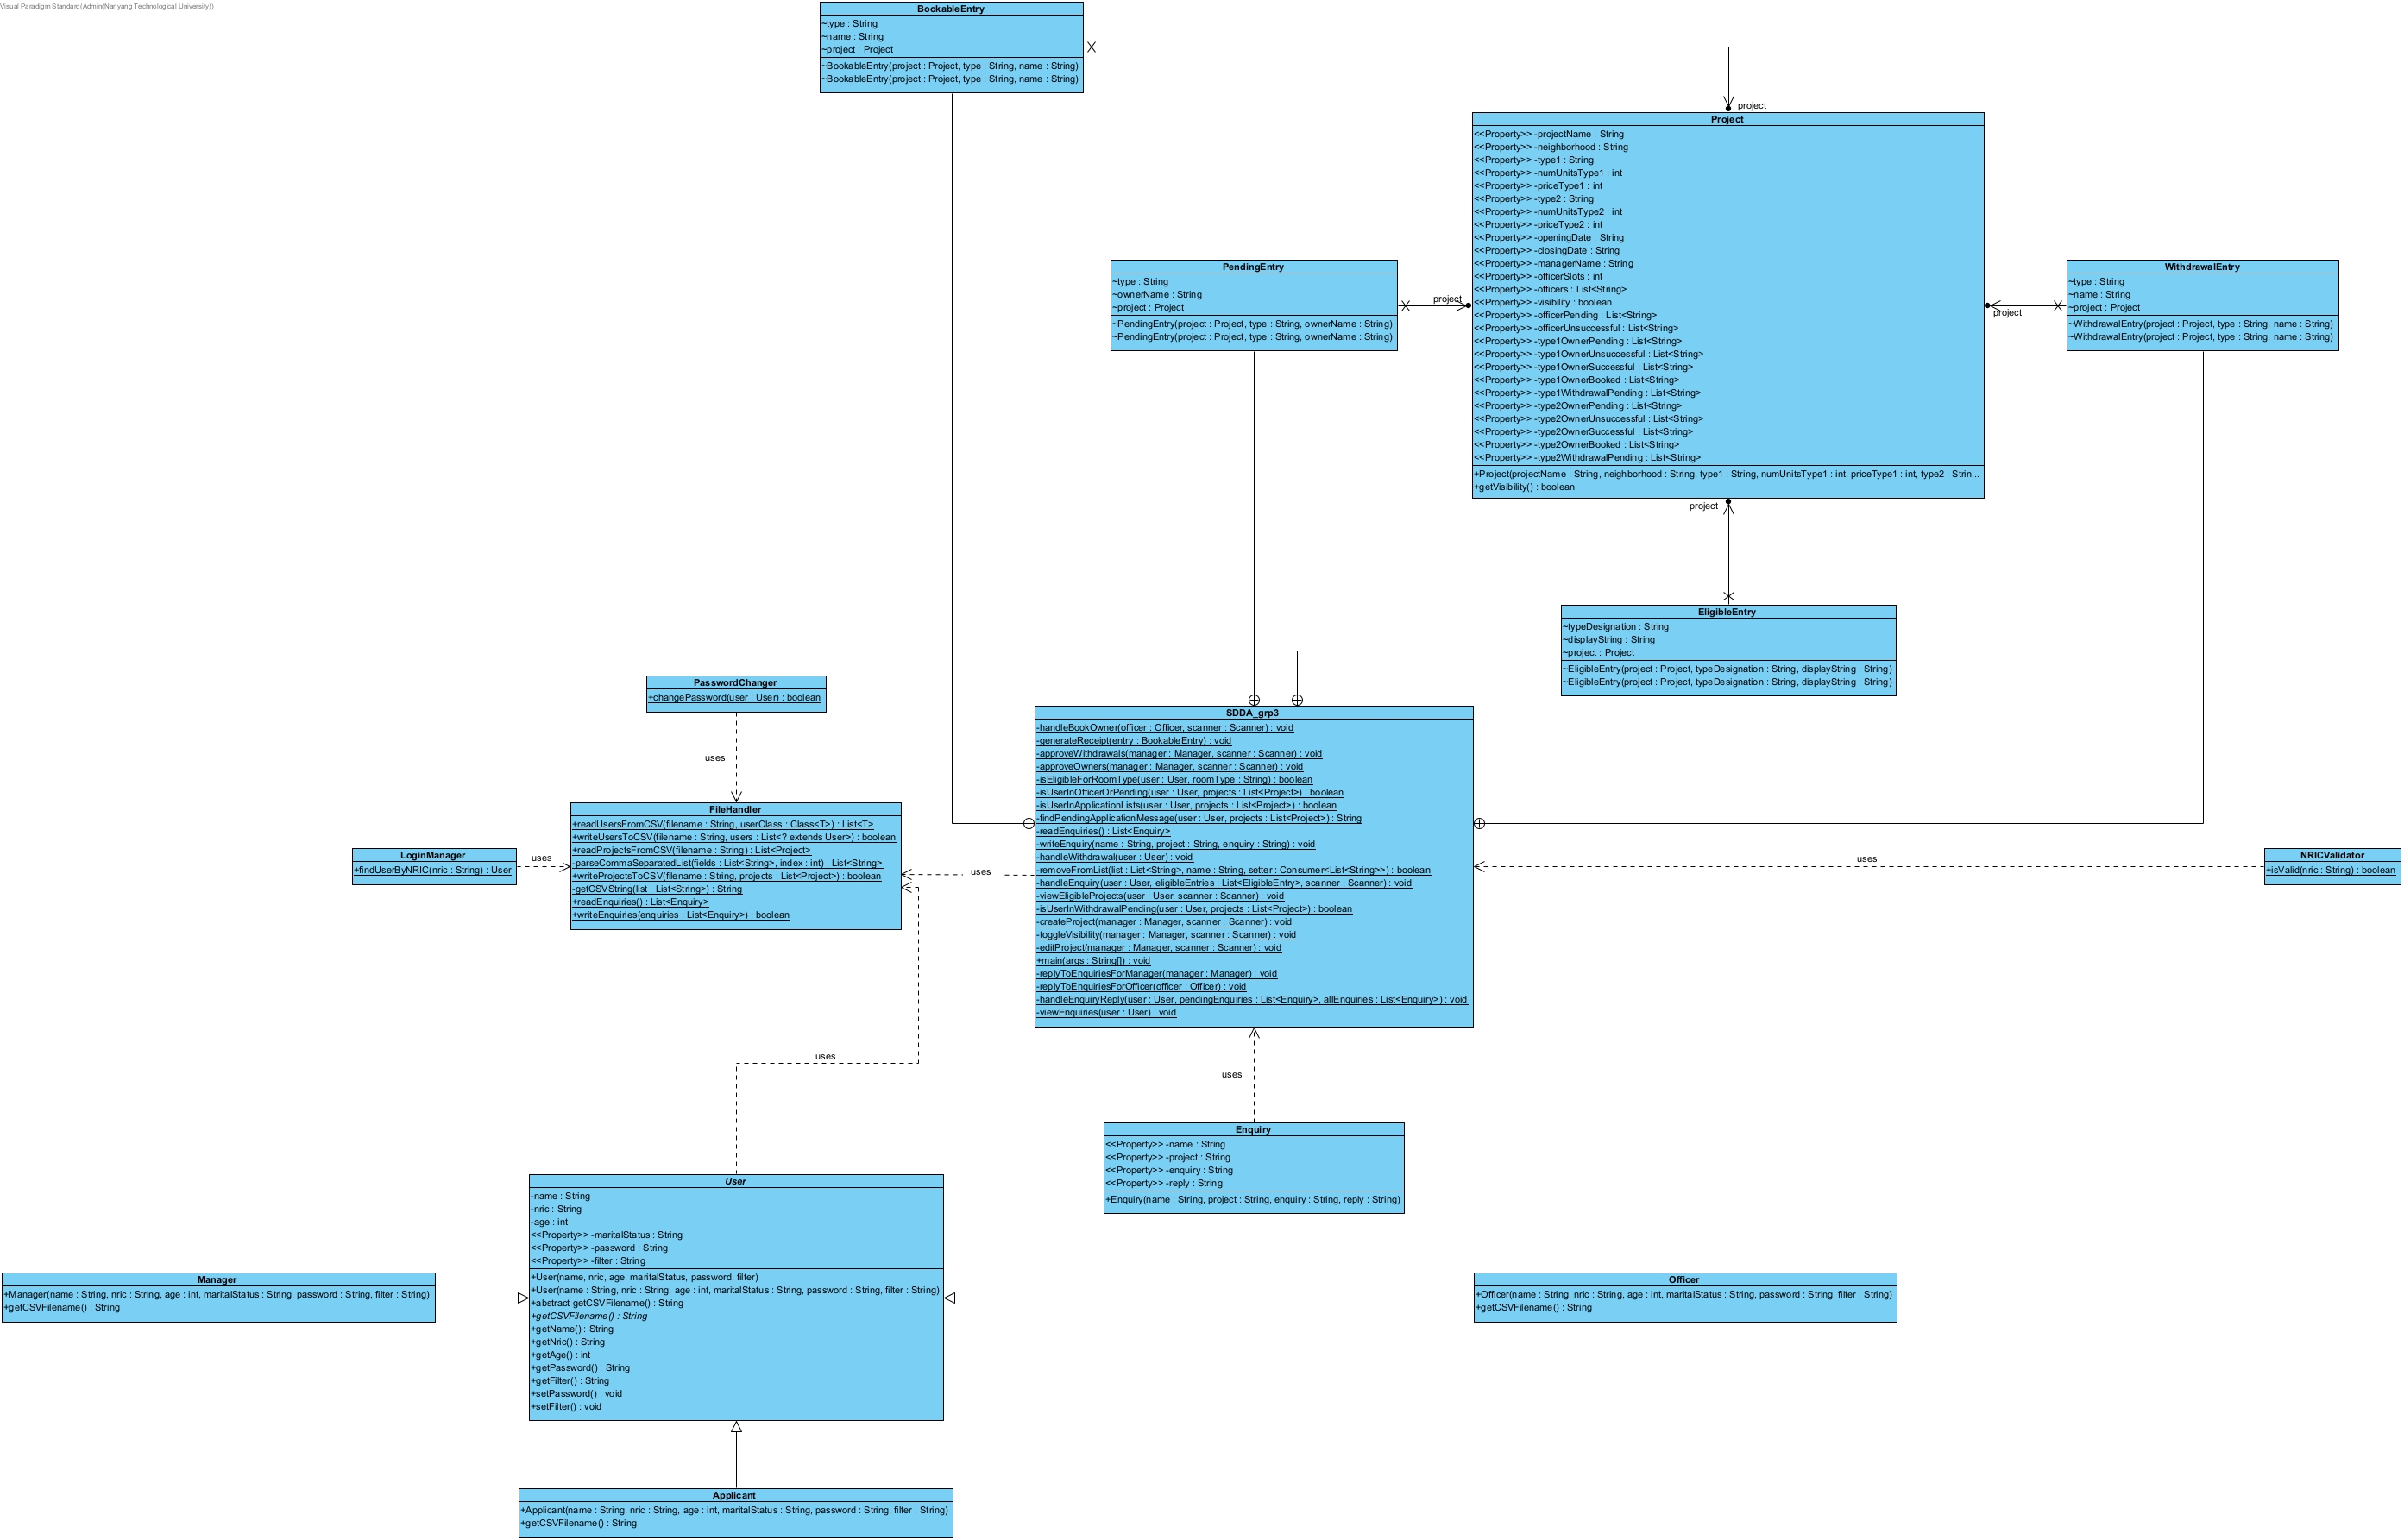 Visual Paradigm Standard(Admin(Nanyang Technological University))
BookableEntry
~type : String
~name : String
~project : Project
~BookableEntry(project : Project, type : String, name : String)
~BookableEntry(project : Project, type : String, name : String)
project
Project
<<Property>> -projectName : String
<<Property>> -neighborhood : String
<<Property>> -type1 : String
<<Property>> -numUnitsType1 : int
<<Property>> -priceType1 : int
<<Property>> -type2 : String
<<Property>> -numUnitsType2 : int
<<Property>> -priceType2 : int
<<Property>> -openingDate : String
<<Property>> -closingDate : String
<<Property>> -managerName : String
<<Property>> -officerSlots : int
<<Property>> -officers : List<String>
<<Property>> -visibility : boolean
<<Property>> -officerPending : List<String>
<<Property>> -officerUnsuccessful : List<String>
<<Property>> -type1OwnerPending : List<String>
<<Property>> -type1OwnerUnsuccessful : List<String>
<<Property>> -type1OwnerSuccessful : List<String>
<<Property>> -type1OwnerBooked : List<String>
<<Property>> -type1WithdrawalPending : List<String>
<<Property>> -type2OwnerPending : List<String>
<<Property>> -type2OwnerUnsuccessful : List<String>
<<Property>> -type2OwnerSuccessful : List<String>
<<Property>> -type2OwnerBooked : List<String>
<<Property>> -type2WithdrawalPending : List<String>
+Project(projectName : String, neighborhood : String, type1 : String, numUnitsType1 : int, priceType1 : int, type2 : Strin...
+getVisibility() : boolean
PendingEntry
~type : String
~ownerName : String
~project : Project
~PendingEntry(project : Project, type : String, ownerName : String)
~PendingEntry(project : Project, type : String, ownerName : String)
project
WithdrawalEntry
~type : String
~name : String
~project : Project
~WithdrawalEntry(project : Project, type : String, name : String)
~WithdrawalEntry(project : Project, type : String, name : String)
project
project
EligibleEntry
~typeDesignation : String
~displayString : String
~project : Project
~EligibleEntry(project : Project, typeDesignation : String, displayString : String)
~EligibleEntry(project : Project, typeDesignation : String, displayString : String)
PasswordChanger
+changePassword(user : User) : boolean
uses
SDDA_grp3
-handleBookOwner(officer : Officer, scanner : Scanner) : void
-generateReceipt(entry : BookableEntry) : void
-approveWithdrawals(manager : Manager, scanner : Scanner) : void
-approveOwners(manager : Manager, scanner : Scanner) : void
-isEligibleForRoomType(user : User, roomType : String) : boolean
-isUserInOfficerOrPending(user : User, projects : List<Project>) : boolean
-isUserInApplicationLists(user : User, projects : List<Project>) : boolean
-findPendingApplicationMessage(user : User, projects : List<Project>) : String
-readEnquiries() : List<Enquiry>
-writeEnquiry(name : String, project : String, enquiry : String) : void
-handleWithdrawal(user : User) : void
-removeFromList(list : List<String>, name : String, setter : Consumer<List<String>>) : boolean
-handleEnquiry(user : User, eligibleEntries : List<EligibleEntry>, scanner : Scanner) : void
-viewEligibleProjects(user : User, scanner : Scanner) : void
-isUserInWithdrawalPending(user : User, projects : List<Project>) : boolean
-createProject(manager : Manager, scanner : Scanner) : void
-toggleVisibility(manager : Manager, scanner : Scanner) : void
-editProject(manager : Manager, scanner : Scanner) : void
+main(args : String[]) : void
-replyToEnquiriesForManager(manager : Manager) : void
-replyToEnquiriesForOfficer(officer : Officer) : void
-handleEnquiryReply(user : User, pendingEnquiries : List<Enquiry>, allEnquiries : List<Enquiry>) : void
-viewEnquiries(user : User) : void
FileHandler
+readUsersFromCSV(filename : String, userClass : Class<T>) : List<T>
+writeUsersToCSV(filename : String, users : List<? extends User>) : boolean
+readProjectsFromCSV(filename : String) : List<Project>
-parseCommaSeparatedList(fields : List<String>, index : int) : List<String>
+writeProjectsToCSV(filename : String, projects : List<Project>) : boolean
-getCSVString(list : List<String>) : String
+readEnquiries() : List<Enquiry>
+writeEnquiries(enquiries : List<Enquiry>) : boolean
LoginManager
+findUserByNRIC(nric : String) : User
uses
uses
uses
NRICValidator
+isValid(nric : String) : boolean
uses
uses
Enquiry
<<Property>> -name : String
<<Property>> -project : String
<<Property>> -enquiry : String
<<Property>> -reply : String
+Enquiry(name : String, project : String, enquiry : String, reply : String)
User
-name : String
-nric : String
-age : int
<<Property>> -maritalStatus : String
<<Property>> -password : String
<<Property>> -filter : String
+User(name, nric, age, maritalStatus, password, filter)
+User(name : String, nric : String, age : int, maritalStatus : String, password : String, filter : String)
+abstract getCSVFilename() : String
+getCSVFilename() : String
+getName() : String
+getNric() : String
+getAge() : int
+getPassword() : String
+getFilter() : String
+setPassword() : void
+setFilter() : void
Manager
+Manager(name : String, nric : String, age : int, maritalStatus : String, password : String, filter : String)
+getCSVFilename() : String
Officer
+Officer(name : String, nric : String, age : int, maritalStatus : String, password : String, filter : String)
+getCSVFilename() : String
Applicant
+Applicant(name : String, nric : String, age : int, maritalStatus : String, password : String, filter : String)
+getCSVFilename() : String